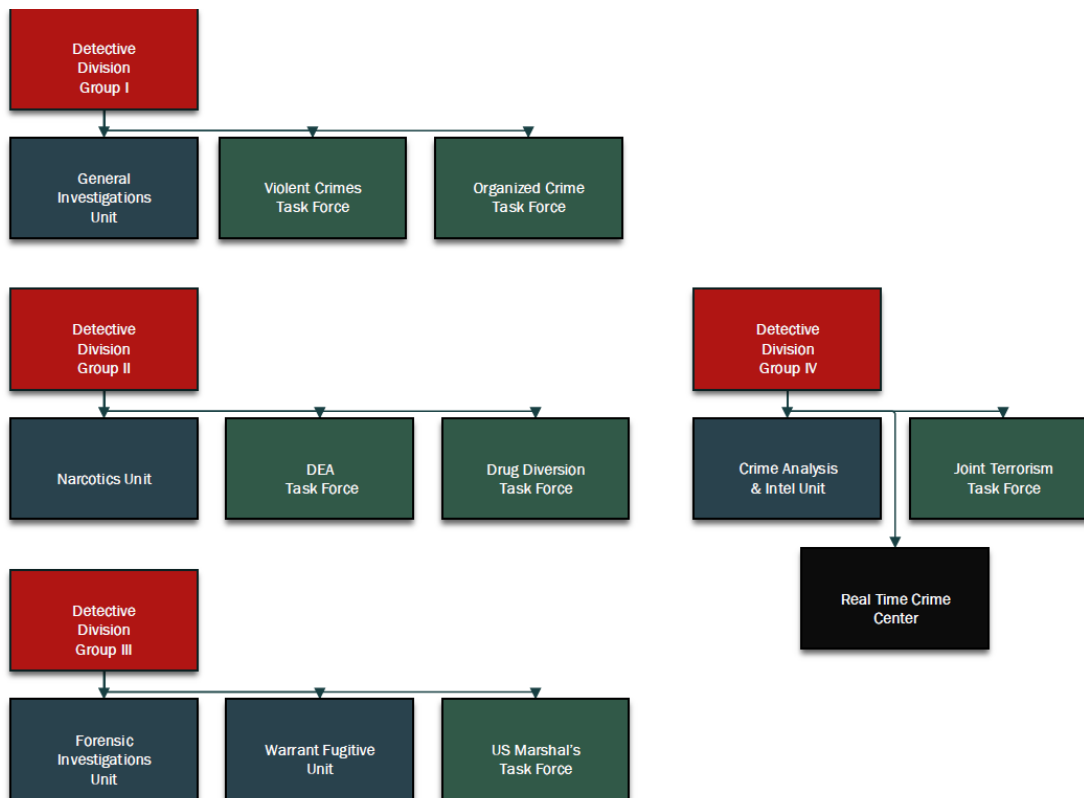 Detective
Division
Group I
General
Investigations
Unit
Violent Crimes
Task Force
Organized Crime
Task Force
Detective
Division
Group II
Narcotics Unit
DEA
Task Force
Drug Diversion
Task Force
Detective
Division
Group IV
Crime Analysis
& Intel Unit
Joint Terrorism
Task Force
Real Time Crime
Center
Detective
Division
Group III
Forensic
Investigations
Unit
Warrant Fugitive
Unit
US Marshal's
Task Force